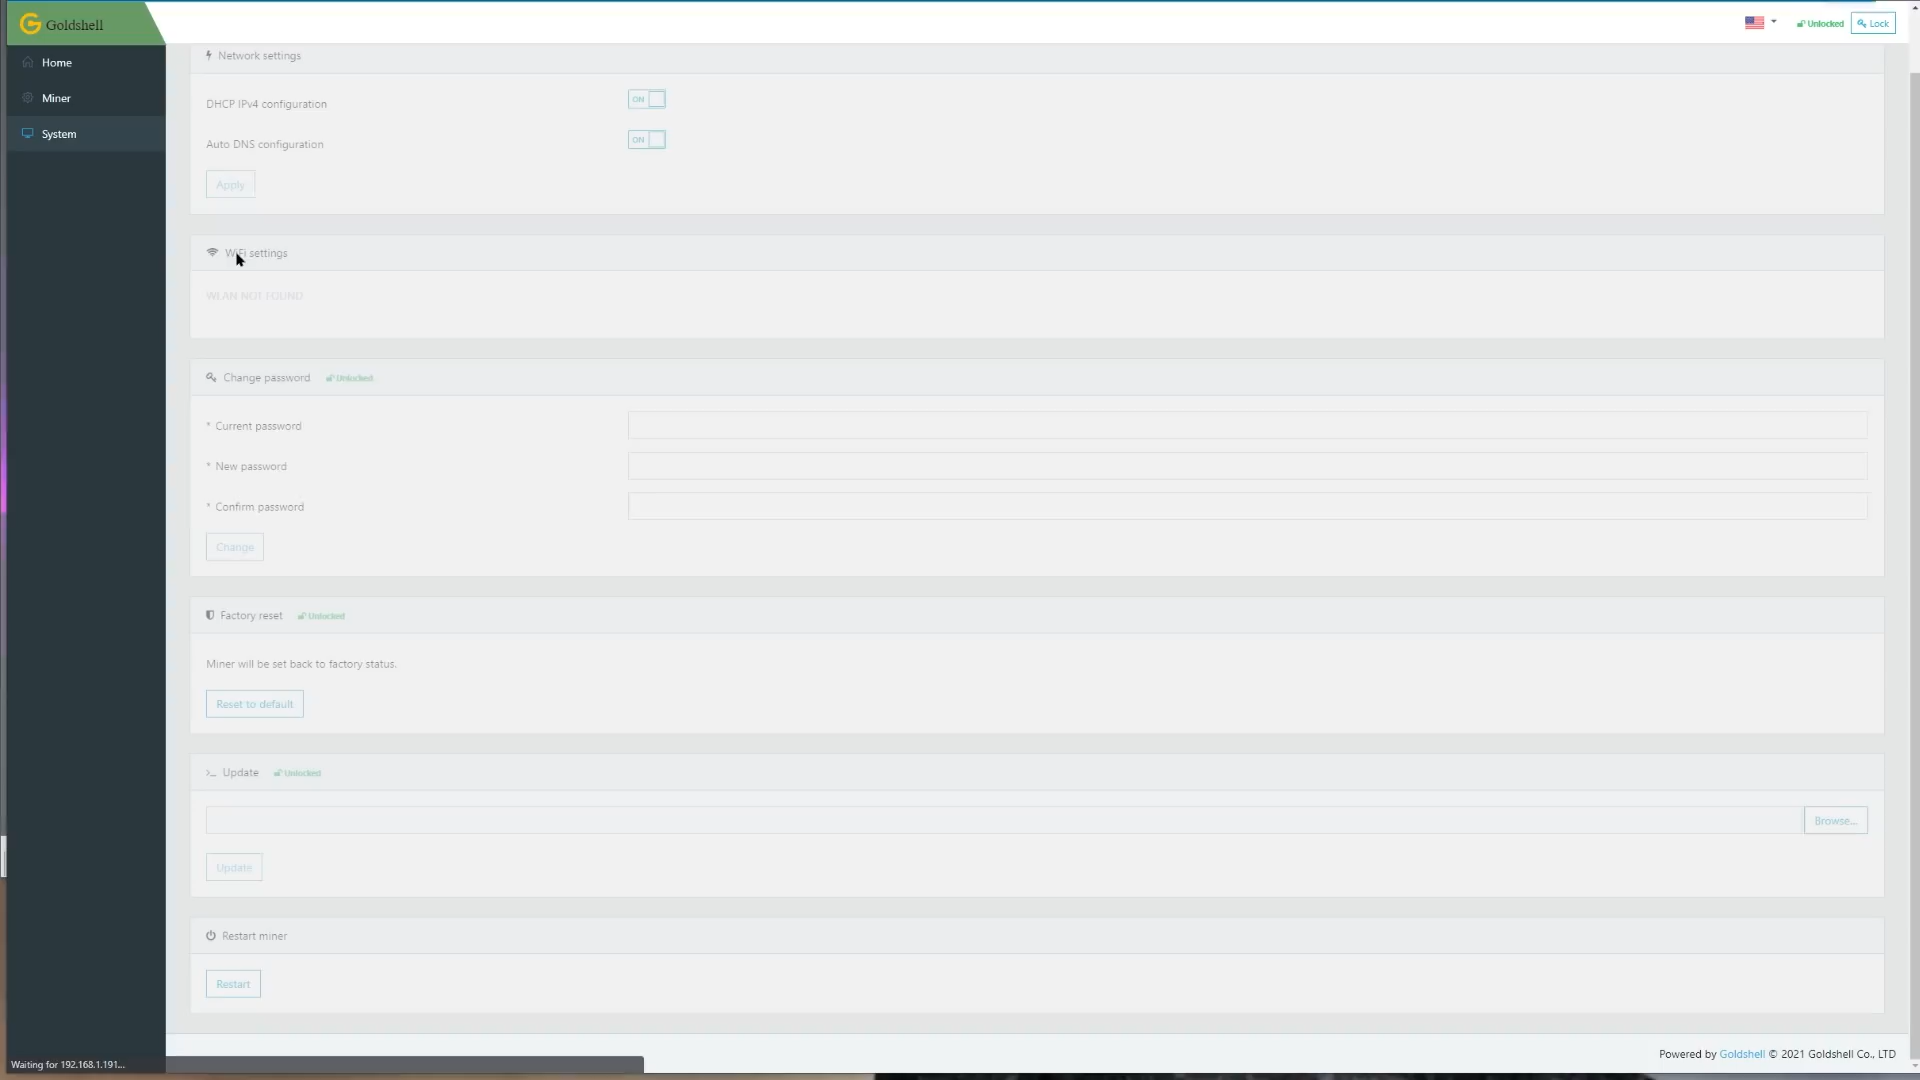 Goldshell
Unlocked
Lock
Home
Miner
System
Network settings
DHCP IPv4 configuration
ON
Auto DNS configuration
ON
Apply
WiFi settings
WLAN NOT FOUND
Change password
Unlocked
* Current password
* New password
* Confirm password
Change
Factory reset
Unlocked
Miner will be set back to factory status.
Reset to default
>_ Update
Unlocked
Browse...
Update
Restart miner
Restart
Powered by Goldshell © 2021 Goldshell Co., LTD
Waiting for 192.168.1.191...